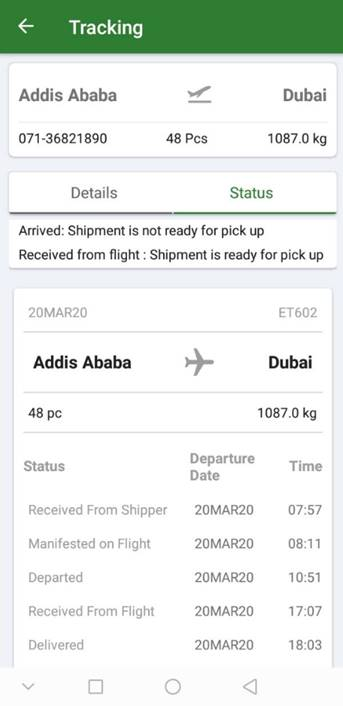 Tracking
Addis Ababa Dubai
071-36821890 48 Pcs 1087.0 kg
Details Status
Arrived: Shipment is not ready for pick up
Received from flight : Shipment is ready for pick up
20MAR20 ET602
Addis Ababa Dubai
48 pc 1087.0 kg
Status Departure Date Time
Received From Shipper 20MAR20 07:57
Manifested on Flight 20MAR20 08:11
Departed 20MAR20 10:51
Received From Flight 20MAR20 17:07
Delivered 20MAR20 18:03